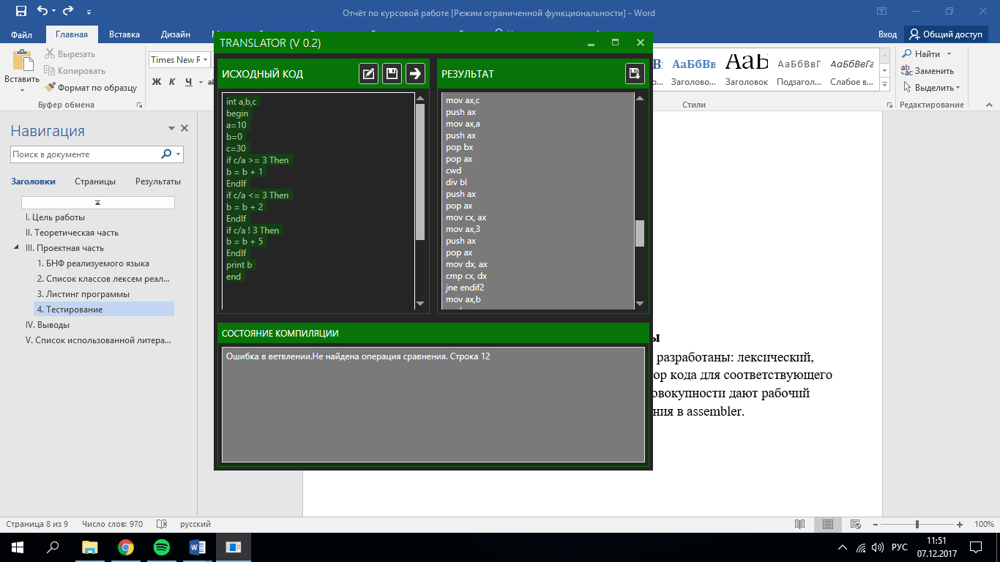 Отчёт по курсовой работе [Режим ограниченной функциональности] - Word
Файл
Главная
Вставка
Дизайн
Вход
Общий доступ
Вставить
Вырезать
Копировать
Формат по образцу
Буфер обмена
Times New R
Ж К Ч
АаБбВв
Заголово...
АаЬ
Заголовок
АаБбВвГ
Подзагол...
АаБбВвГг
Слабое в...
Стили
Найти
Заменить
Выделить
Редактирование
Навигация
Поиск в документе
Заголовки
Страницы
Результаты
I. Цель работы
II. Теоретическая часть
III. Проектная часть
1. БНФ реализуемого языка
2. Список классов лексем реал...
3. Листинг программы
4. Тестирование
IV. Выводы
V. Список использованной литера...
TRANSLATOR (V 0.2)
ИСХОДНЫЙ КОД
int a,b,c
begin
a=10
b=0
c=30
if c/a >= 3 Then
b = b + 1
EndIf
if c/a <= 3 Then
b = b + 2
EndIf
if c/a ! 3 Then
b = b + 5
EndIf
print b
end
РЕЗУЛЬТАТ
mov ax,c
push ax
mov ax,a
push ax
pop bx
pop ax
cwd
div bl
push ax
pop ax
mov cx, ax
mov ax,3
push ax
pop ax
mov dx, ax
cmp cx, dx
jne endif2
mov ax,b
СОСТОЯНИЕ КОМПИЛЯЦИИ
Ошибка в ветвлении.Не найдена операция сравнения. Строка 12
ы
разработаны: лексический,
ор кода для соответствующего
овокупности дают рабочий
ния в assembler.
Страница 8 из 9
Число слов: 970
русский
100%
РУС
11:51
07.12.2017